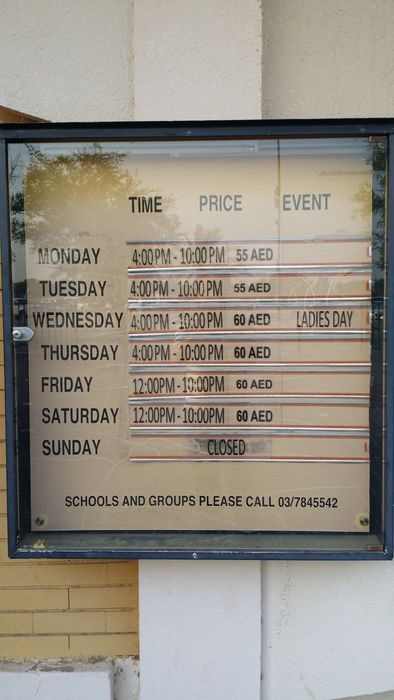 TIME PRICE EVENT
MONDAY 4:00PM - 10:00PM 55 AED
TUESDAY 4:00PM - 10:00PM 55 AED
WEDNESDAY 4:00PM - 10:00PM 60 AED LADIES DAY
THURSDAY 4:00PM - 10:00PM 60 AED
FRIDAY 12:00PM - 10:00PM 60 AED
SATURDAY 12:00PM - 10:00PM 60 AED
SUNDAY CLOSED
SCHOOLS AND GROUPS PLEASE CALL 03/7845542